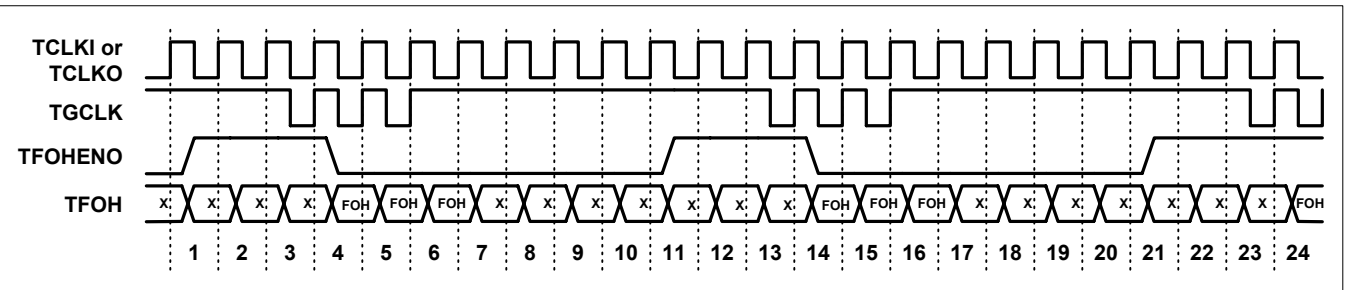 TCLKI or
TCLKO
TGCLK
TFOHENO
TFOH X X X X FOH FOH FOH X X X X X X X FOH FOH FOH X X X X X X X FOH
1 2 3 4 5 6 7 8 9 10 11 12 13 14 15 16 17 18 19 20 21 22 23 24